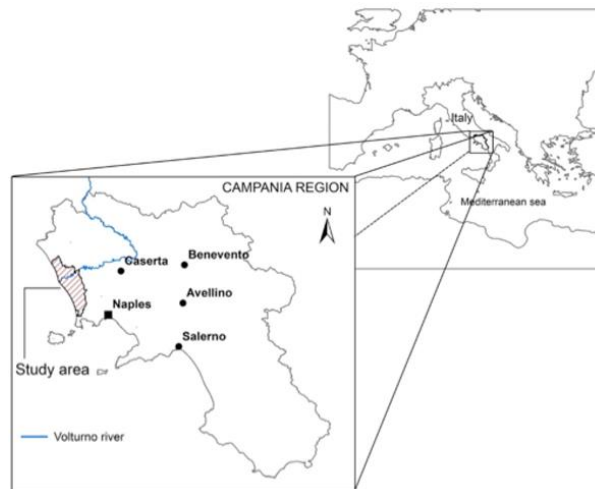 Italy
Mediterranean sea
CAMPANIA REGION
N
Benevento
Caserta
Avellino
Naples
Salerno
Study area
Volturno river